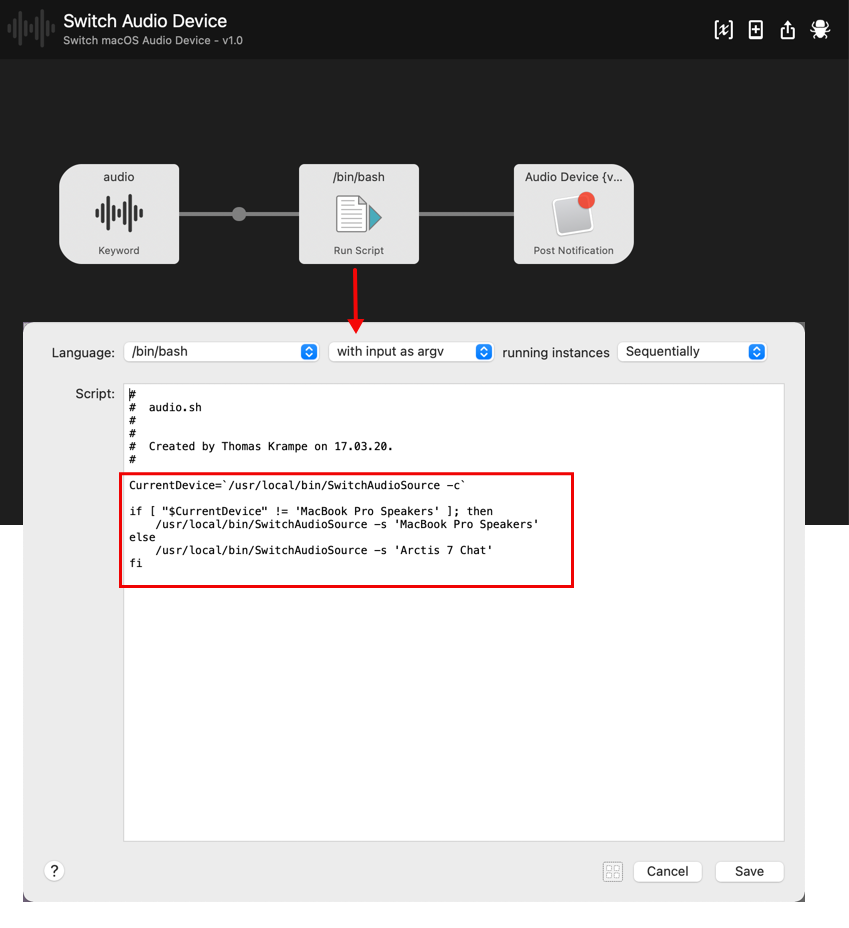 Switch Audio Device
Switch macOS Audio Device - v1.0
audio
Keyword
/bin/bash
Run Script
Audio Device {v...
Post Notification
Language: /bin/bash with input as argv running instances Sequentially
Script:
#
#  audio.sh
#
#
#  Created by Thomas Krampe on 17.03.20.
#
CurrentDevice=`/usr/local/bin/SwitchAudioSource -c`
if [ "$CurrentDevice" != 'MacBook Pro Speakers' ]; then
    /usr/local/bin/SwitchAudioSource -s 'MacBook Pro Speakers'
else
    /usr/local/bin/SwitchAudioSource -s 'Arctis 7 Chat'
fi
? Cancel Save